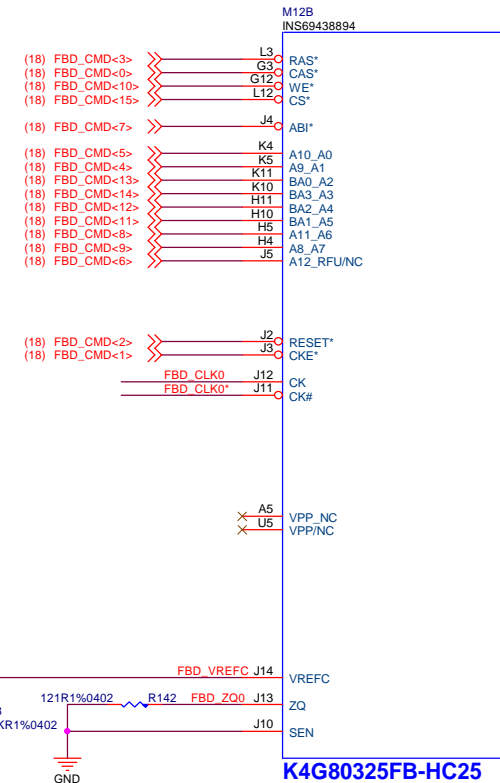 M12B
INS69438894
(18) FBD_CMD<3> L3 RAS*
(18) FBD_CMD<0> G3 CAS*
(18) FBD_CMD<10> G12 WE*
(18) FBD_CMD<15> L12 CS*
(18) FBD_CMD<7> J4 ABI*
(18) FBD_CMD<5> K4 A10_A0
(18) FBD_CMD<4> K5 A9_A1
(18) FBD_CMD<13> K11 BA0_A2
(18) FBD_CMD<14> K10 BA3_A3
(18) FBD_CMD<12> H11 BA2_A4
(18) FBD_CMD<11> H10 BA1_A5
(18) FBD_CMD<8> H5 A11_A6
(18) FBD_CMD<9> H4 A8_A7
(18) FBD_CMD<6> J5 A12_RFU/NC
(18) FBD_CMD<2> J2 RESET*
(18) FBD_CMD<1> J3 CKE*
FBD_CLK0 J12 CK
FBD_CLK0* J11 CK#
A5 VPP_NC
U5 VPP/NC
FBD_VREFC J14 VREFC
121R1%0402 R142 FBD_ZQ0 J13 ZQ
KR1%0402 J10 SEN
GND
K4G80325FB-HC25